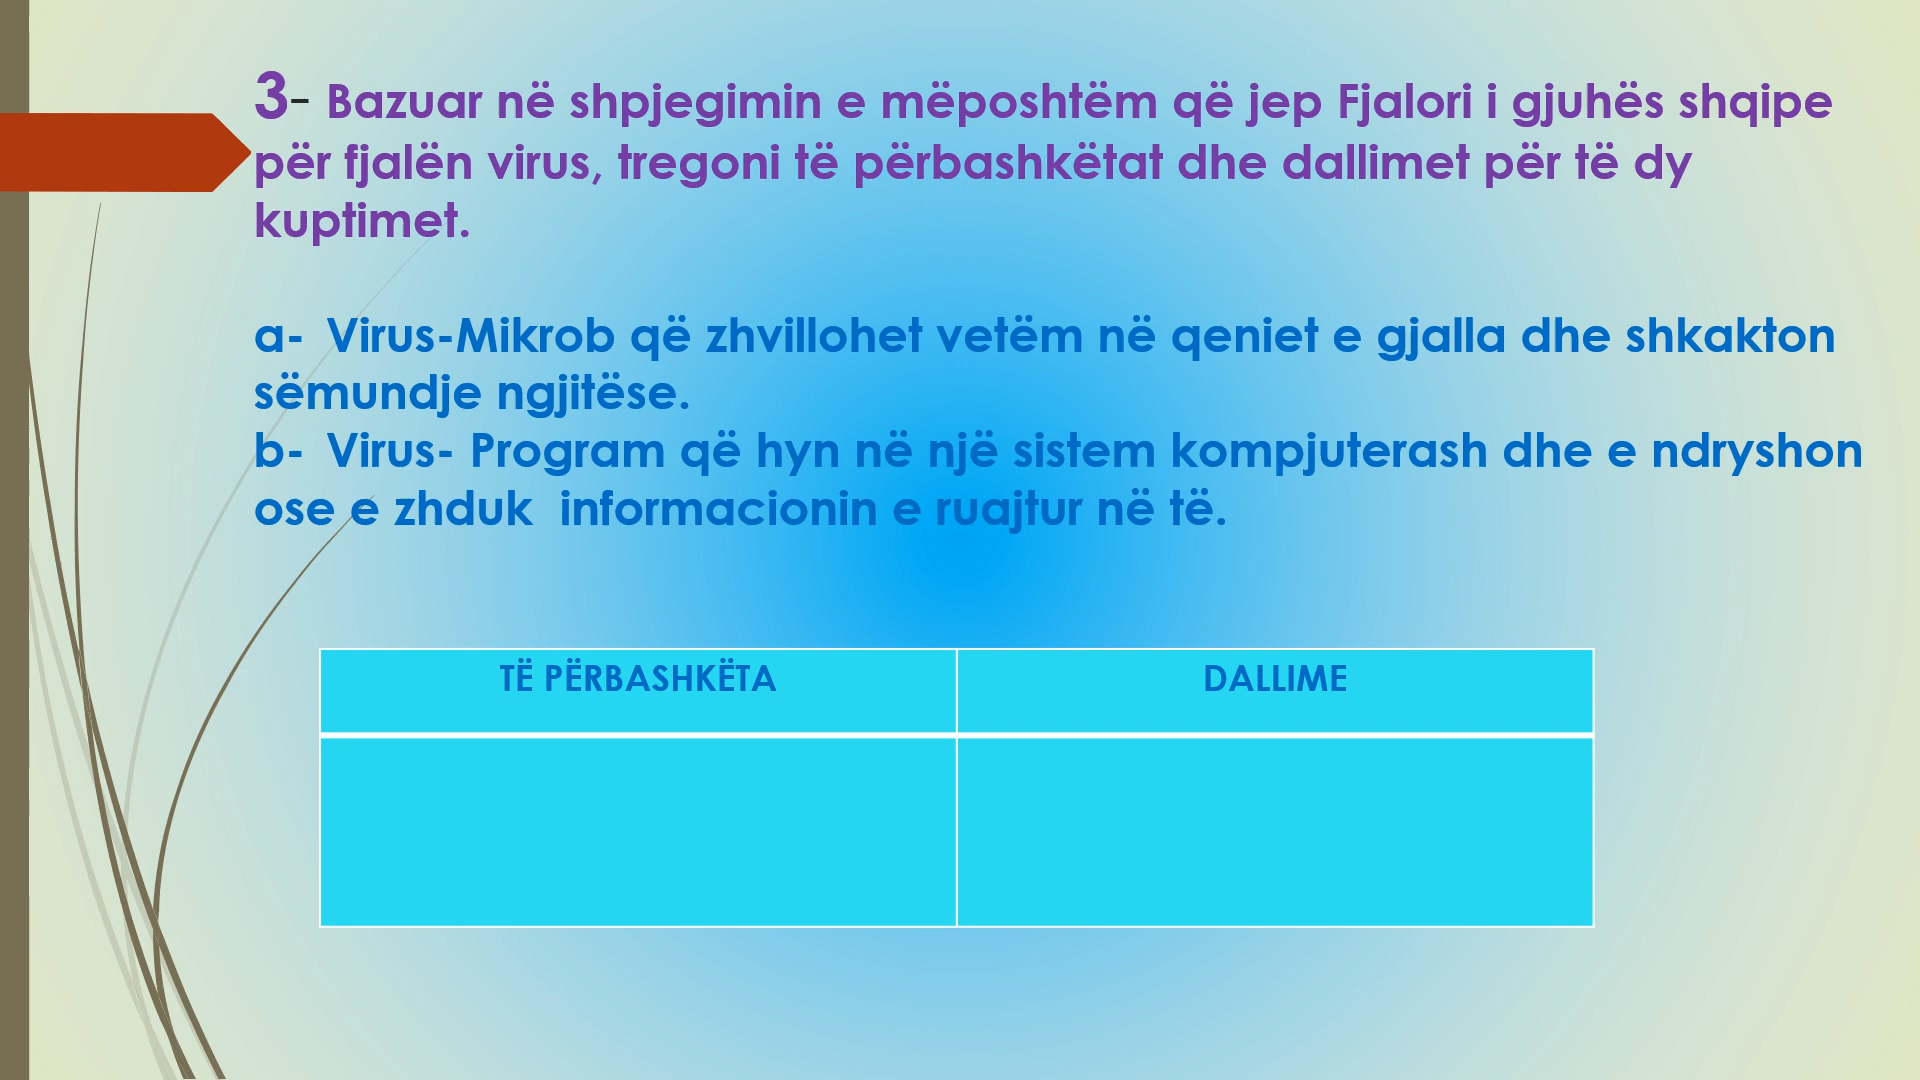 3- Bazuar në shpjegimin e mëposhtëm që jep Fjalori i gjuhës shqipe
për fjalën virus, tregoni të përbashkëtat dhe dallimet për të dy
kuptimet.
a- Virus-Mikrob që zhvillohet vetëm në qeniet e gjalla dhe shkakton
sëmundje ngjitëse.
b- Virus- Program që hyn në një sistem kompjuterash dhe e ndryshon
ose e zhduk  informacionin e ruajtur në të.
TË PËRBASHKËTA
DALLIME